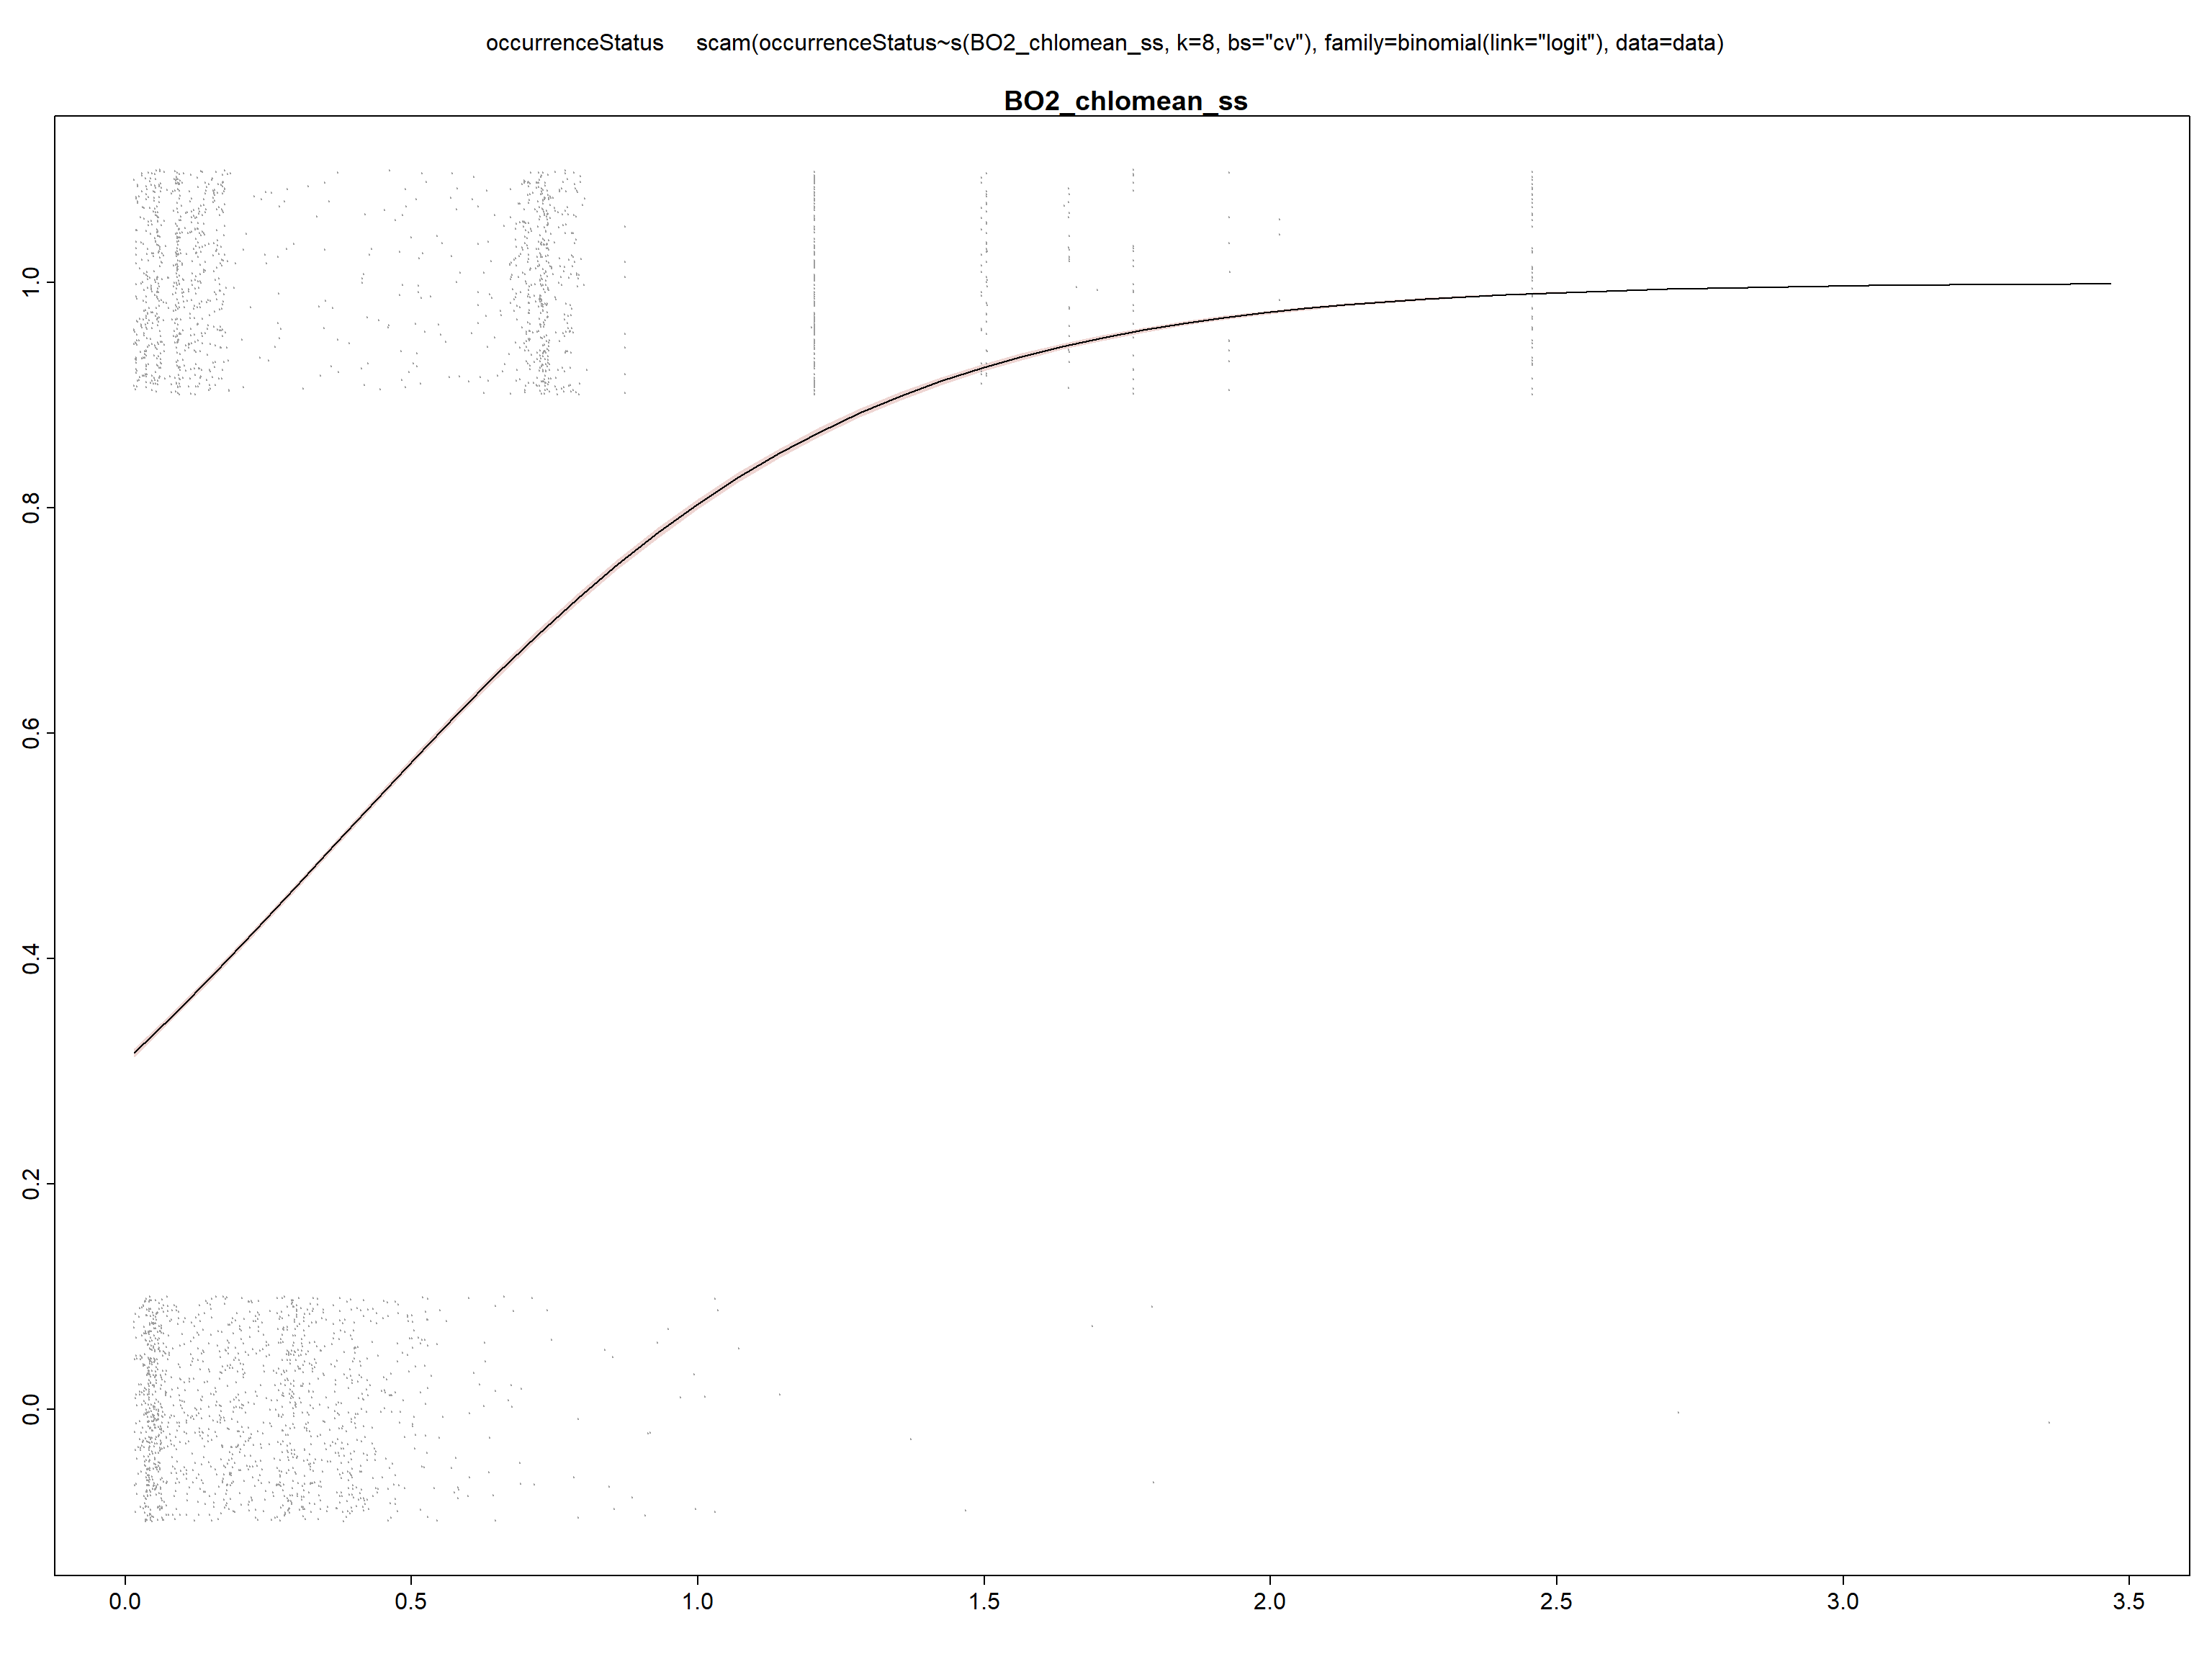 occurrenceStatus scam(occurrenceStatus~s(BO2_chlomean_ss, k=8, bs="cv"), family=binomial(link="logit"), data=data)
BO2_chlomean_ss
1.0
0.8
0.6
0.4
0.2
0.0
0.0 0.5 1.0 1.5 2.0 2.5 3.0 3.5